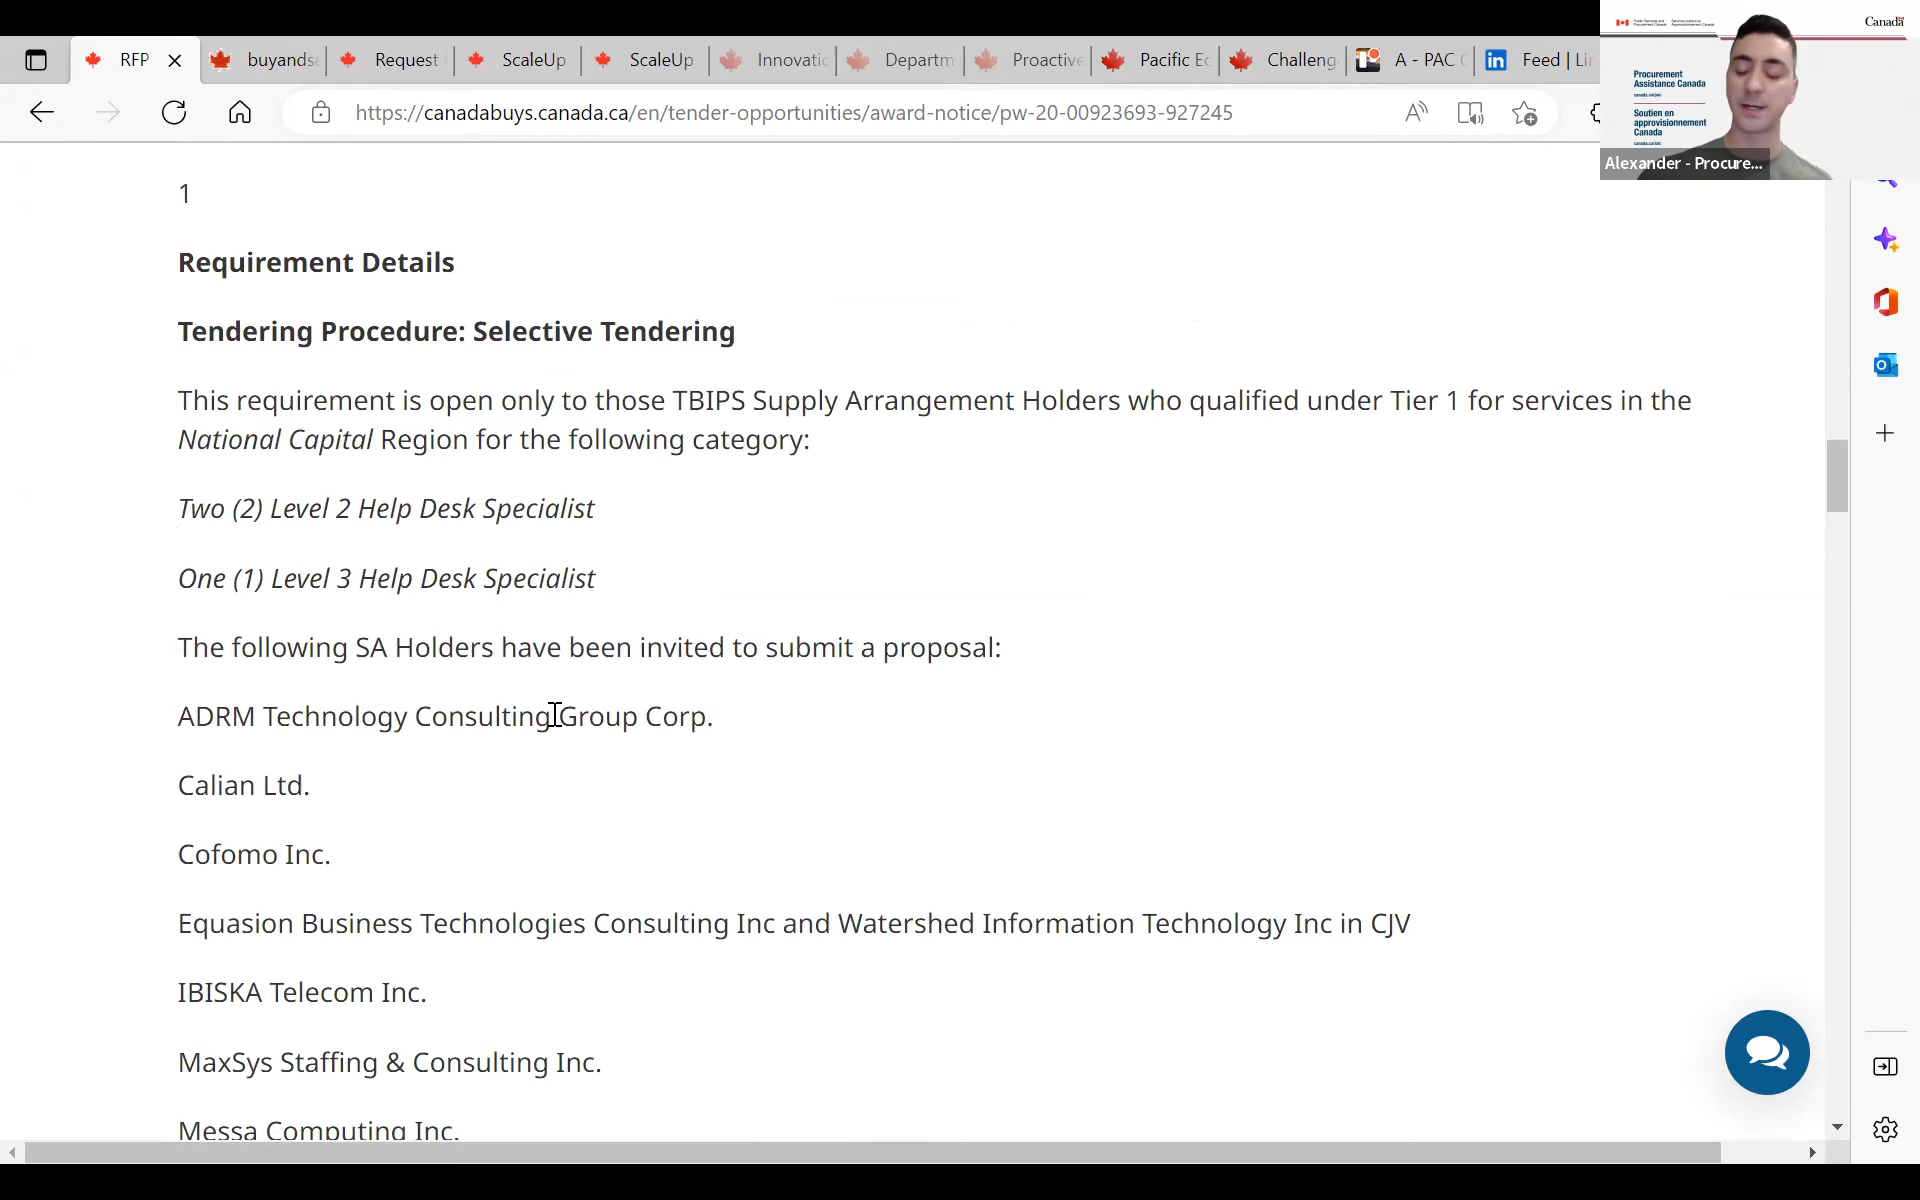 RFP
buyands
Request
ScaleUp
ScaleUp
Innovatic
Departm
Proactive
Pacific Ec
Challeng
A - PAC
Feed | Lin
https://canadabuys.canada.ca/en/tender-opportunities/award-notice/pw-20-00923693-927245
Canada
Procurement
Assistance Canada
Soutien en
approvisionnement
Canada
Alexander - Procure...
1
Requirement Details
Tendering Procedure: Selective Tendering
This requirement is open only to those TBIPS Supply Arrangement Holders who qualified under Tier 1 for services in the
National Capital Region for the following category:
Two (2) Level 2 Help Desk Specialist
One (1) Level 3 Help Desk Specialist
The following SA Holders have been invited to submit a proposal:
ADRM Technology Consulting Group Corp.
Calian Ltd.
Cofomo Inc.
Equasion Business Technologies Consulting Inc and Watershed Information Technology Inc in CJV
IBISKA Telecom Inc.
MaxSys Staffing & Consulting Inc.
Messa Computing Inc.